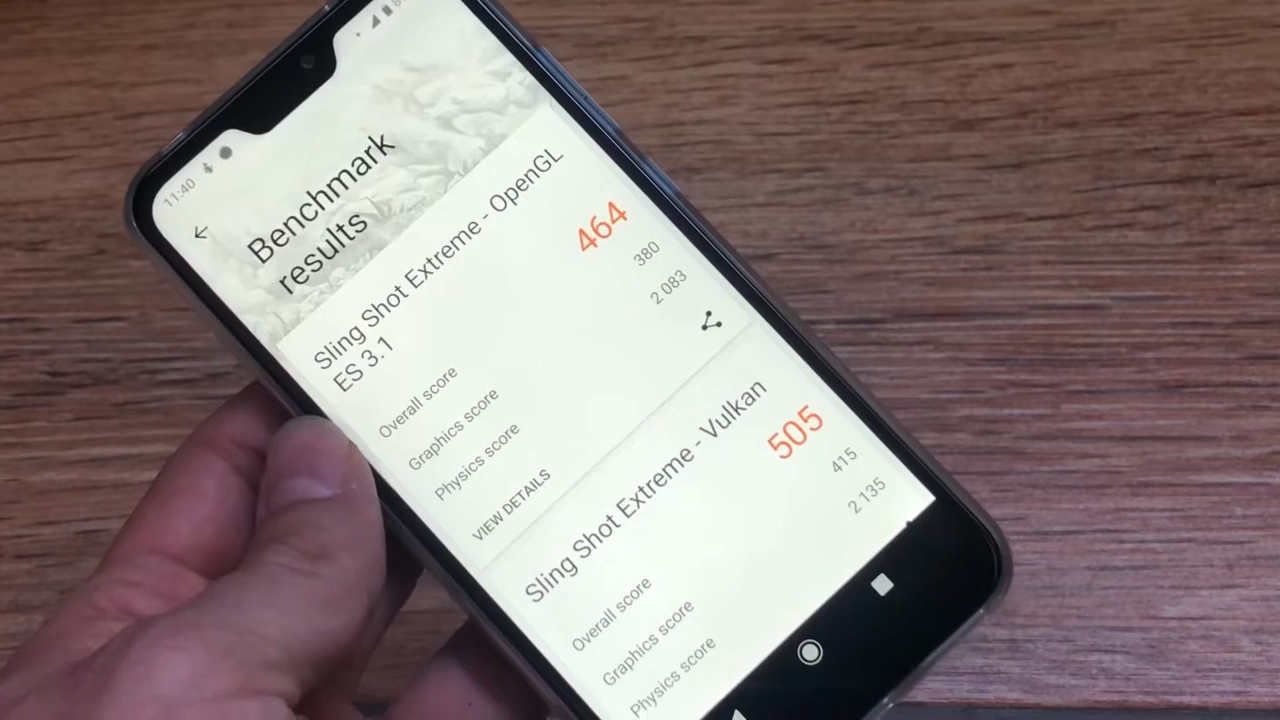 11:40
Benchmark
results
Sling Shot Extreme - OpenGL
ES 3.1
Overall score 464
Graphics score 380
Physics score 2 083
VIEW DETAILS
Sling Shot Extreme - Vulkan
Overall score 505
Graphics score 415
Physics score 2 135